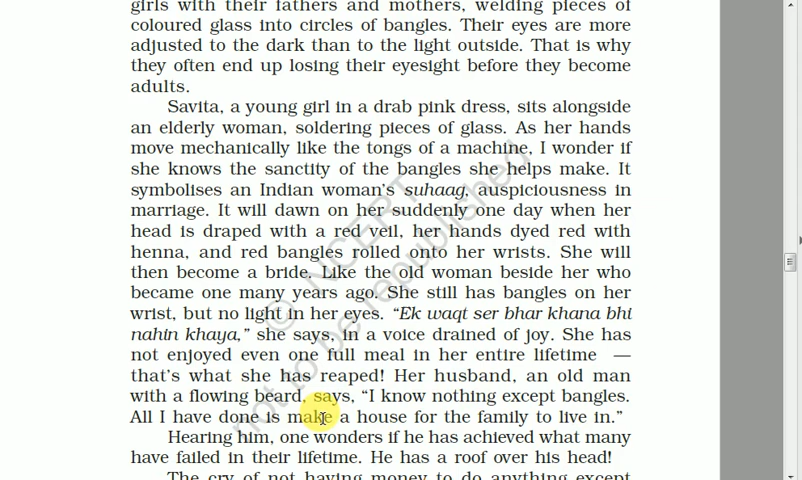 girls with their fathers and mothers, welding pieces of
coloured glass into circles of bangles. Their eyes are more
adjusted to the dark than to the light outside. That is why
they often end up losing their eyesight before they become
adults.
Savita, a young girl in a drab pink dress, sits alongside
an elderly woman, soldering pieces of glass. As her hands
move mechanically like the tongs of a machine, I wonder if
she knows the sanctity of the bangles she helps make. It
symbolises an Indian woman's suhaag, auspiciousness in
marriage. It will dawn on her suddenly one day when her
head is draped with a red veil, her hands dyed red with
henna, and red bangles rolled onto her wrists. She will
then become a bride. Like the old woman beside her who
became one many years ago. She still has bangles on her
wrist, but no light in her eyes. “Ek waqt ser bhar khana bhi
nahin khaya,” she says, in a voice drained of joy. She has
not enjoyed even one full meal in her entire lifetime —
that's what she has reaped! Her husband, an old man
with a flowing beard, says, “I know nothing except bangles.
All I have done is make a house for the family to live in.”
Hearing him, one wonders if he has achieved what many
have failed in their lifetime. He has a roof over his head!
The cry of not having money to do anything except
© NCERT
not to be republished